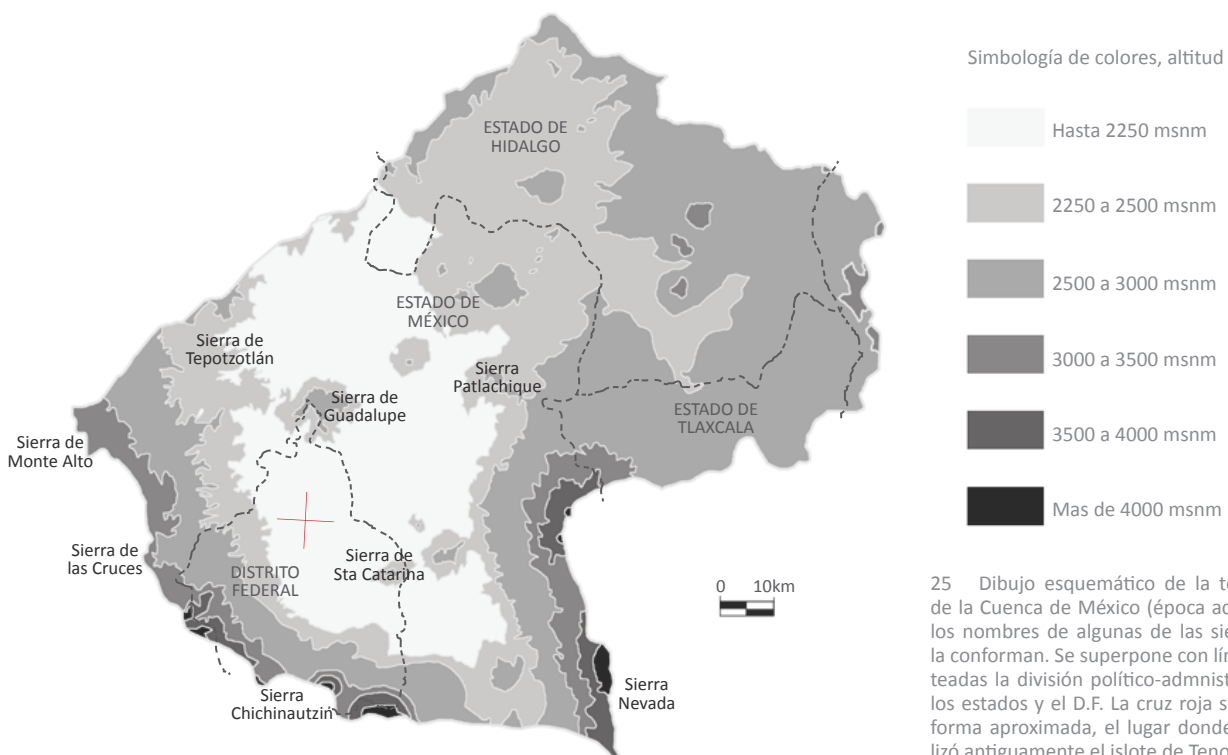 ESTADO DE
HIDALGO
ESTADO DE
MÉXICO
Sierra de
Tepotzotlán
Sierra
Patlachique
Sierra de
Guadalupe
ESTADO DE
TLAXCALA
Sierra de
Monte Alto
Sierra de
las Cruces
DISTRITO
FEDERAL
Sierra de
Sta Catarina
0 10km
Sierra
Chichinautzin
Sierra
Nevada
Simbología de colores, altitud
Hasta 2250 msnm
2250 a 2500 msnm
2500 a 3000 msnm
3000 a 3500 msnm
3500 a 4000 msnm
Mas de 4000 msnm
25 Dibujo esquemático de la
de la Cuenca de México (época
los nombres de algunas de las
la conforman. Se superpone con
teadas la división político-admnist
los estados y el D.F. La cruz roja
forma aproximada, el lugar donde
lizó antiguamente el islote de